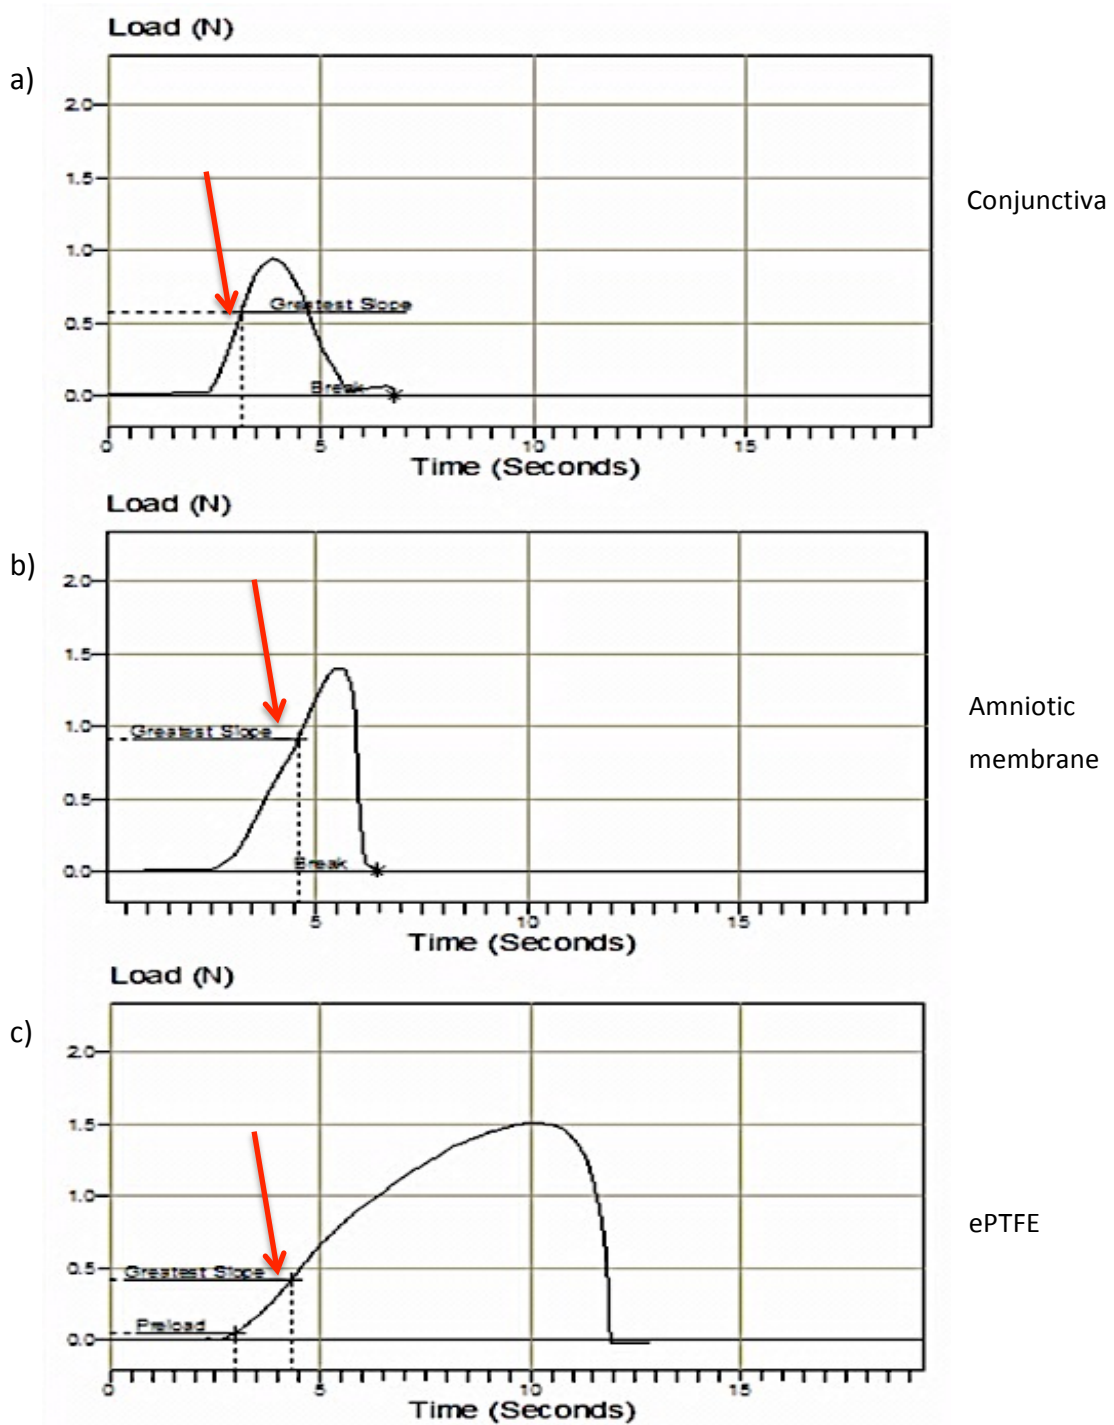 Load (N)
a)
2.0
1.5
1.0
0.5
0.0
Greatest Slope
Break
0 5 10 15
Time (Seconds)
Conjunctiva
Load (N)
b)
2.0
1.5
1.0
0.5
0.0
Greatest Slope
Break
5 10 15
Time (Seconds)
Amniotic
membrane
Load (N)
c)
2.0
1.5
1.0
0.5
0.0
Greatest Slope
Preload
0 5 10 15
Time (Seconds)
ePTFE